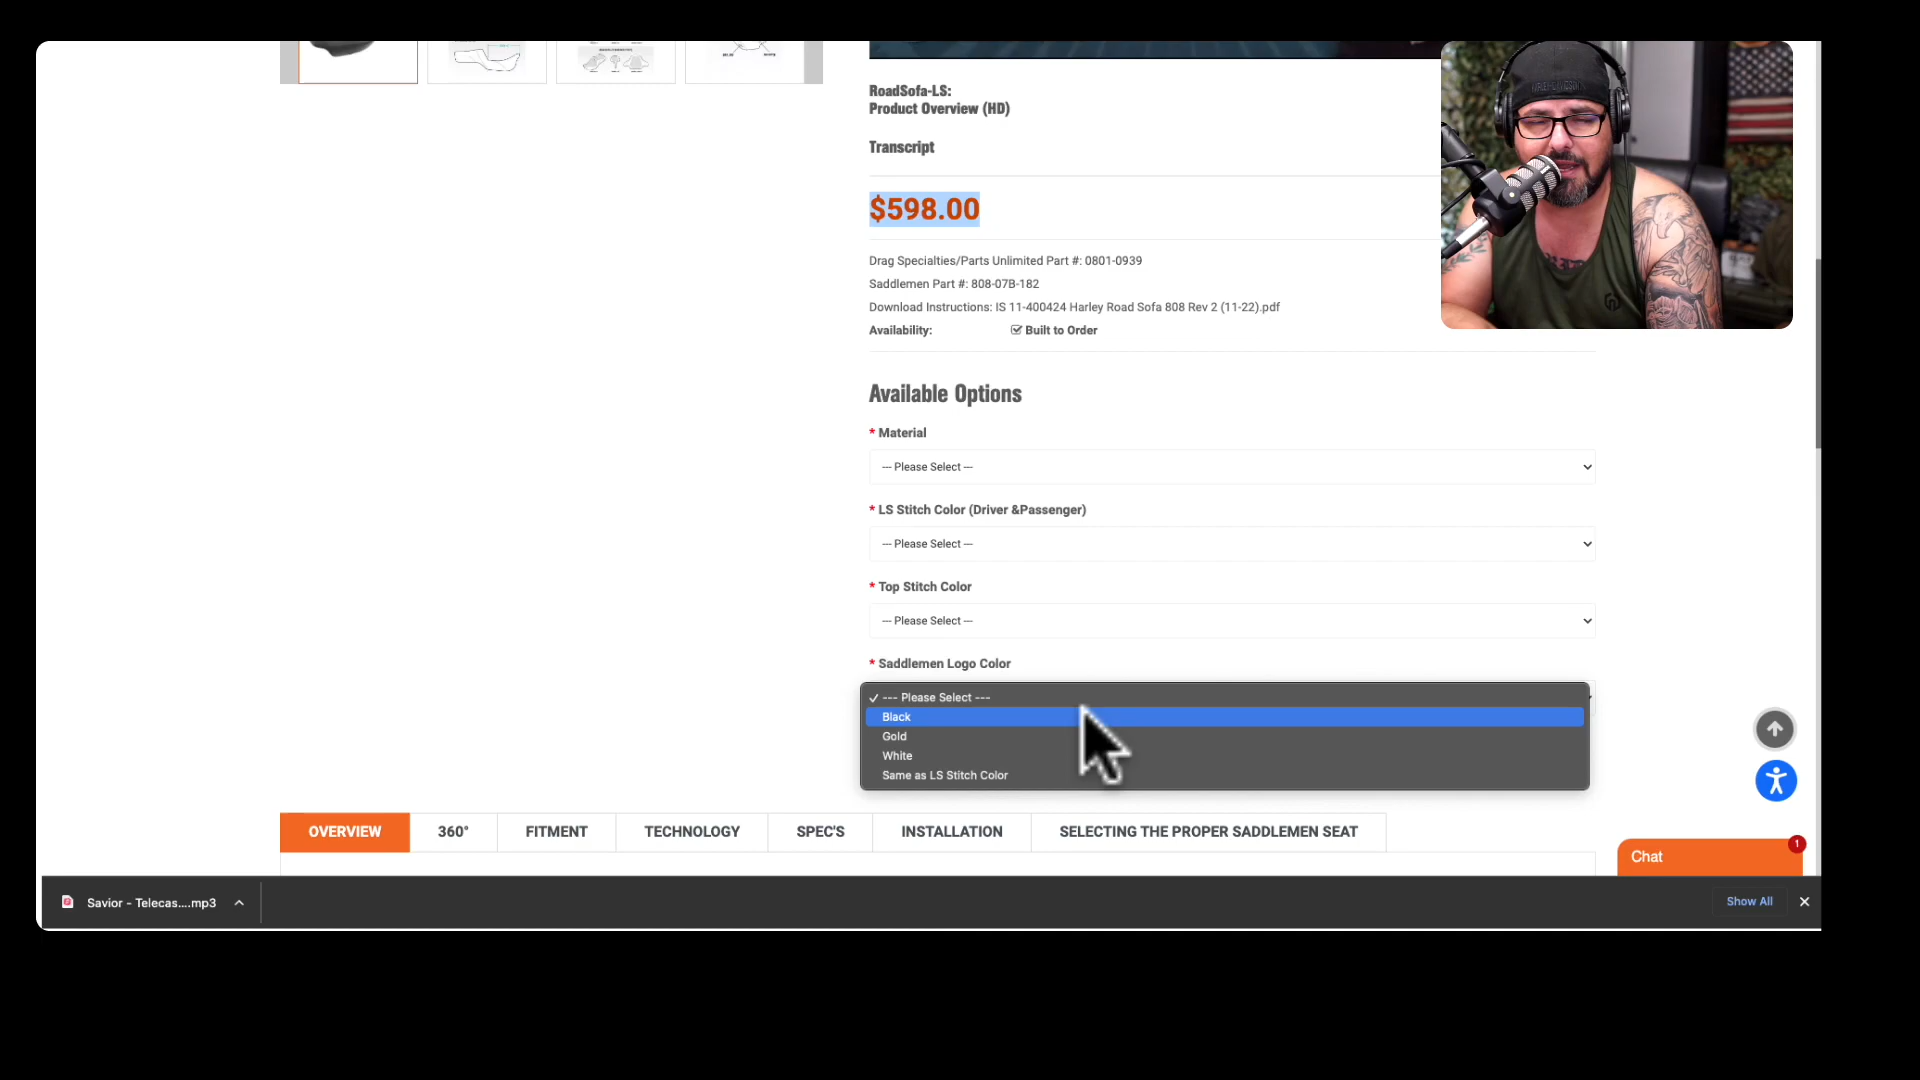 RoadSofa-LS:
Product Overview (HD)
Transcript
$598.00
Drag Specialties/Parts Unlimited Part #: 0801-0939
Saddlemen Part #: 808-07B-182
Download Instructions: IS 11-400424 Harley Road Sofa 808 Rev 2 (11-22).pdf
Availability: Built to Order
Available Options
* Material
--- Please Select ---
* LS Stitch Color (Driver &Passenger)
--- Please Select ---
* Top Stitch Color
--- Please Select ---
* Saddlemen Logo Color
✓ --- Please Select ---
Black
Gold
White
Same as LS Stitch Color
OVERVIEW 360° FITMENT TECHNOLOGY SPEC'S INSTALLATION SELECTING THE PROPER SADDLEMEN SEAT
Chat 1
Savior - Telecas....mp3
Show All